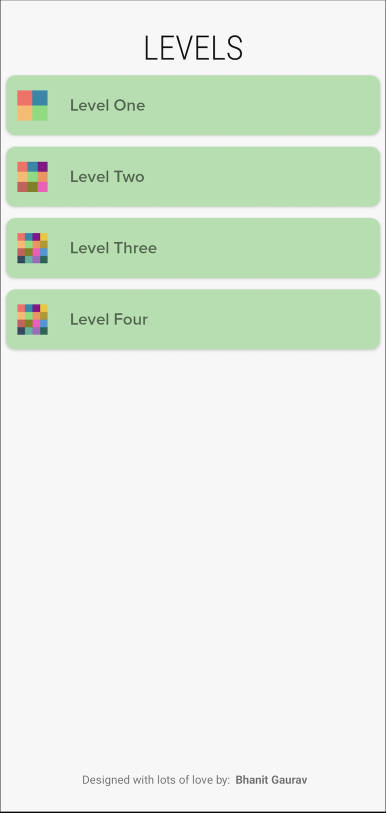 LEVELS
Level One
Level Two
Level Three
Level Four
Designed with lots of love by: Bhanit Gaurav